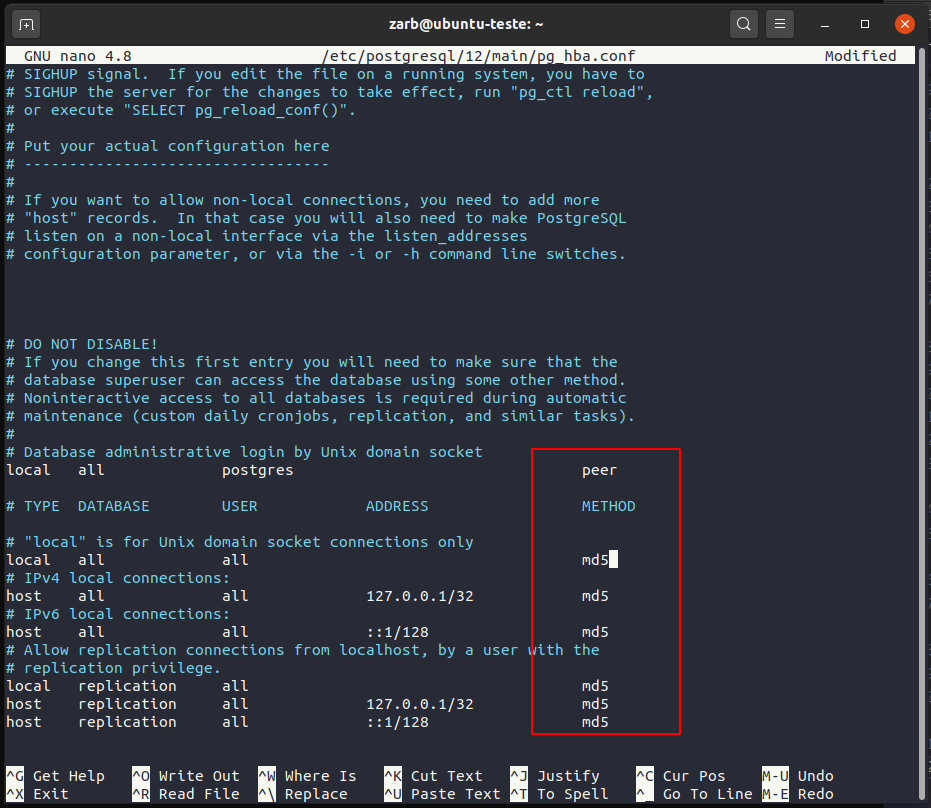 zarb@ubuntu-teste: ~
GNU nano 4.8 /etc/postgresql/12/main/pg_hba.conf Modified
# SIGHUP signal.  If you edit the file on a running system, you have to
# SIGHUP the server for the changes to take effect, run "pg_ctl reload",
# or execute "SELECT pg_reload_conf()".
#
# Put your actual configuration here
# ----------------------------------
#
# If you want to allow non-local connections, you need to add more
# "host" records.  In that case you will also need to make PostgreSQL
# listen on a non-local interface via the listen_addresses
# configuration parameter, or via the -i or -h command line switches.
# DO NOT DISABLE!
# If you change this first entry you will need to make sure that the
# database superuser can access the database using some other method.
# Noninteractive access to all databases is required during automatic
# maintenance (custom daily cronjobs, replication, and similar tasks).
#
# Database administrative login by Unix domain socket
local   all             postgres                                peer
# TYPE  DATABASE        USER            ADDRESS                 METHOD
# "local" is for Unix domain socket connections only
local   all             all                                     md5
# IPv4 local connections:
host    all             all             127.0.0.1/32            md5
# IPv6 local connections:
host    all             all             ::1/128                 md5
# Allow replication connections from localhost, by a user with the
# replication privilege.
local   replication     all                                     md5
host    replication     all             127.0.0.1/32            md5
host    replication     all             ::1/128                 md5
^G Get Help ^O Write Out ^W Where Is ^K Cut Text ^J Justify ^C Cur Pos M-U Undo
^X Exit ^R Read File ^\ Replace ^U Paste Text ^T To Spell ^_ Go To Line M-E Redo